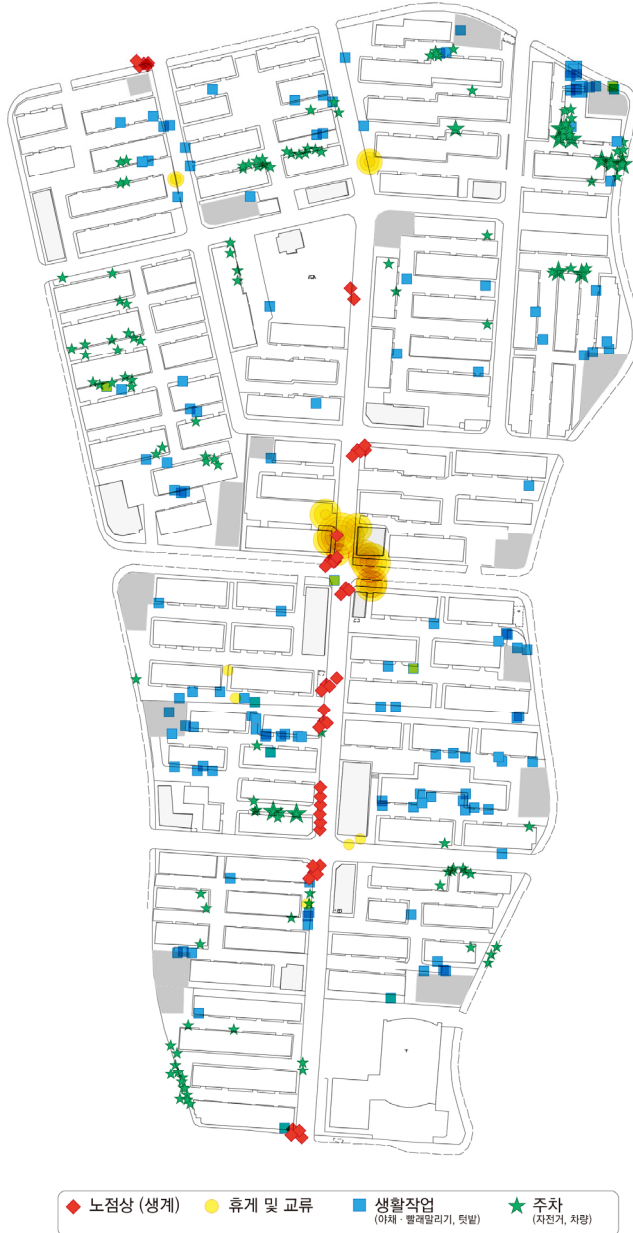 노점상 (생계)
휴게 및 교류
생활작업
(야채 · 빨래말리기, 텃밭)
주차
(자전거, 차량)